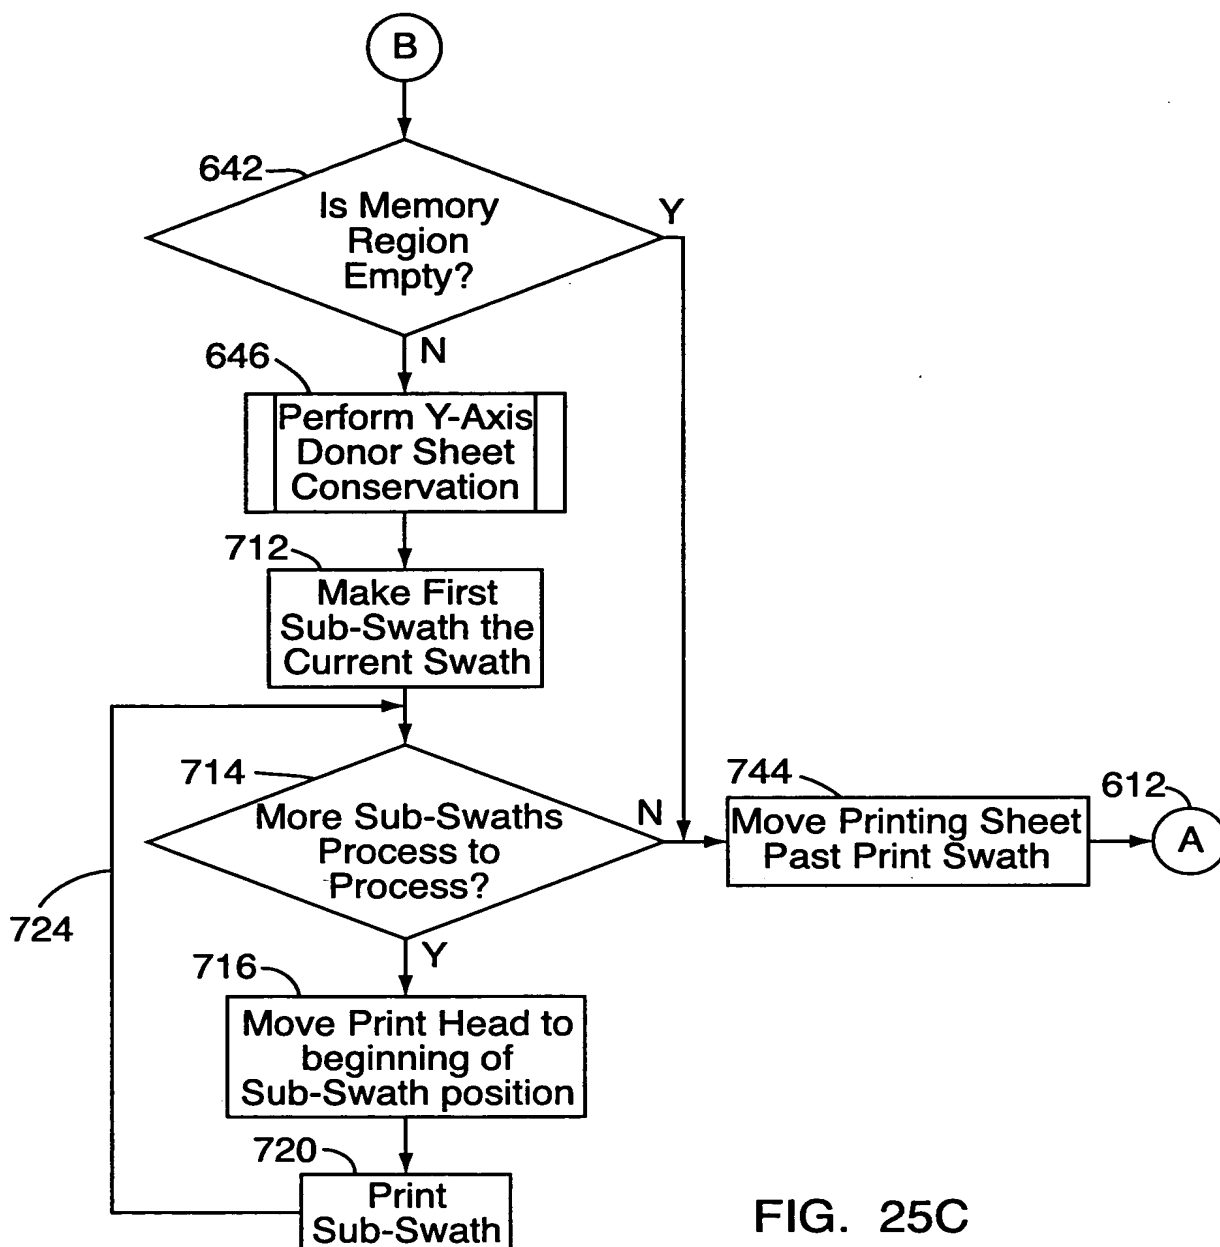 B
642
Is Memory
Region
Empty?
Y
N
646
Perform Y-Axis
Donor Sheet
Conservation
712
Make First
Sub-Swath the
Current Swath
714
More Sub-Swaths
Process to
Process?
N
744
Move Printing Sheet
Past Print Swath
612
A
724
Y
716
Move Print Head to
beginning of
Sub-Swath position
720
Print
Sub-Swath
FIG. 25C